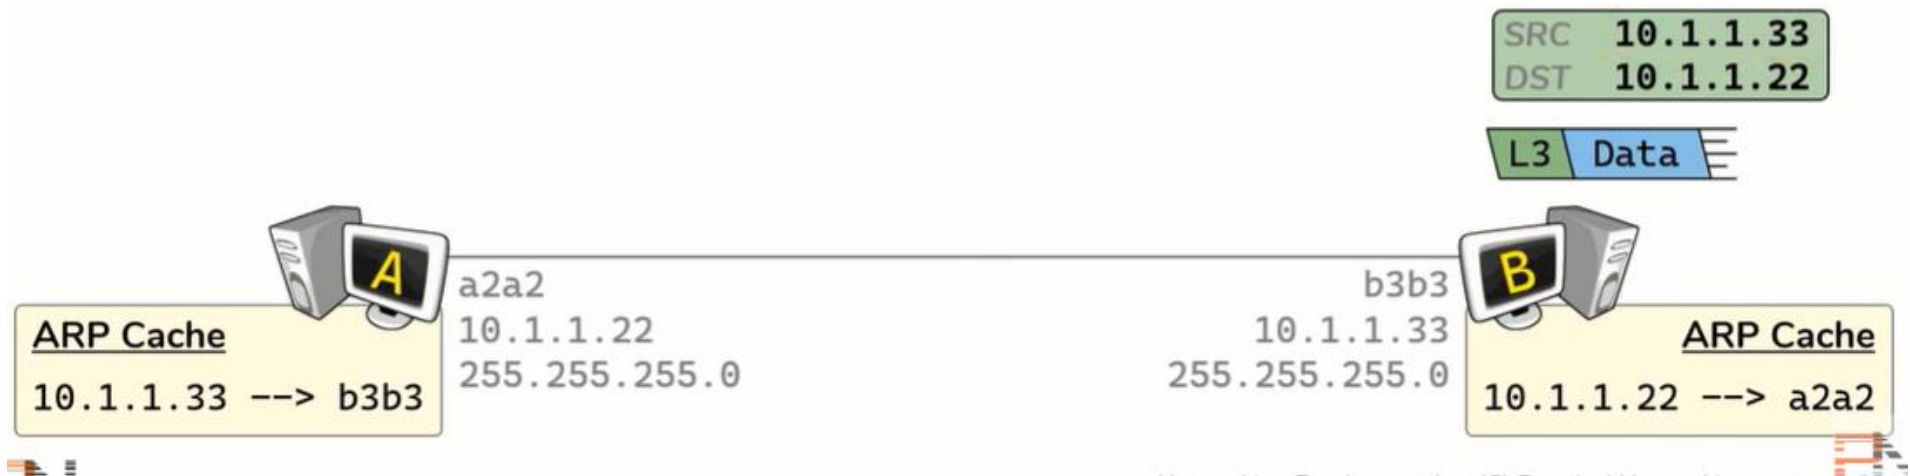 SRC 10.1.1.33
DST 10.1.1.22
L3 Data
A
B
a2a2
10.1.1.22
255.255.255.0
b3b3
10.1.1.33
255.255.255.0
ARP Cache
10.1.1.33 --> b3b3
ARP Cache
10.1.1.22 --> a2a2